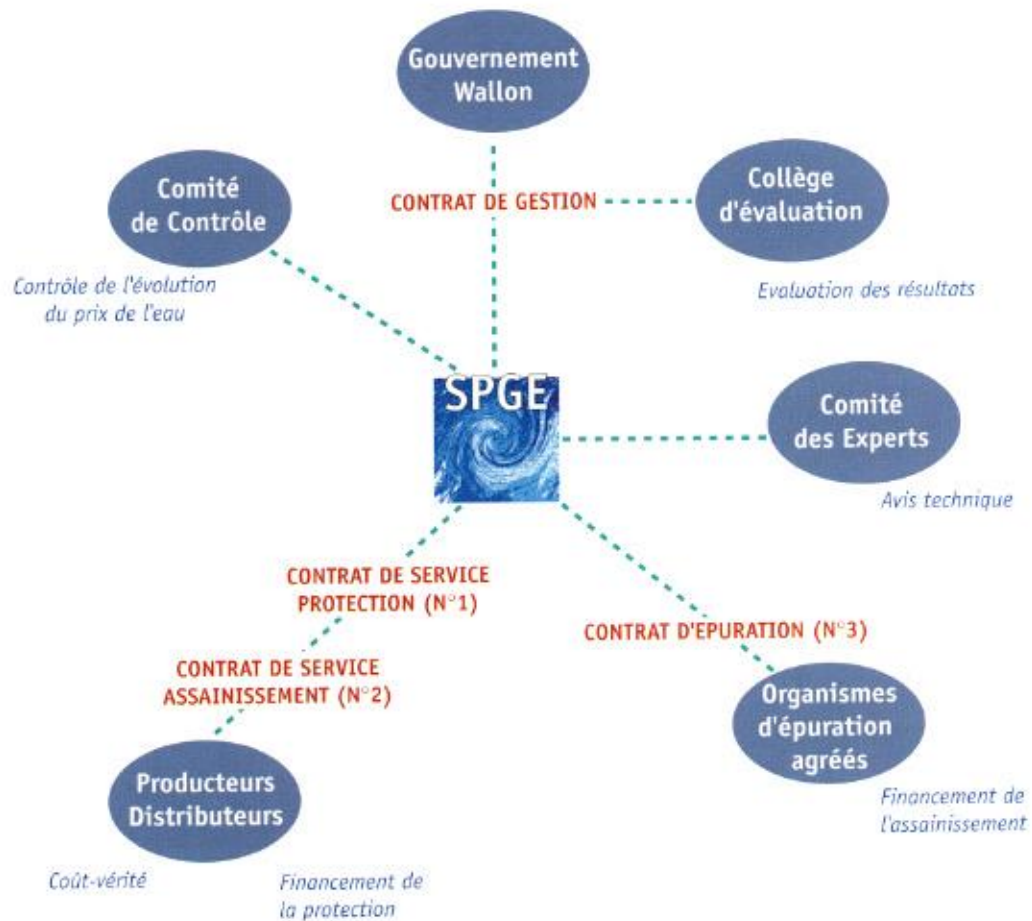 Gouvernement
Wallon
Comité
de Contrôle
Contrôle de l'évolution
du prix de l'eau
CONTRAT DE GESTION
Collège
d'évaluation
Evaluation des résultats
SPGE
Comité
des Experts
Avis technique
CONTRAT DE SERVICE
PROTECTION (N°1)
CONTRAT DE SERVICE
ASSAINISSEMENT (N°2)
CONTRAT D'EPURATION (N°3)
Producteurs
Distributeurs
Coût-vérité
Financement de
la protection
Organismes
d'épuration
agréés
Financement de
l'assainissement